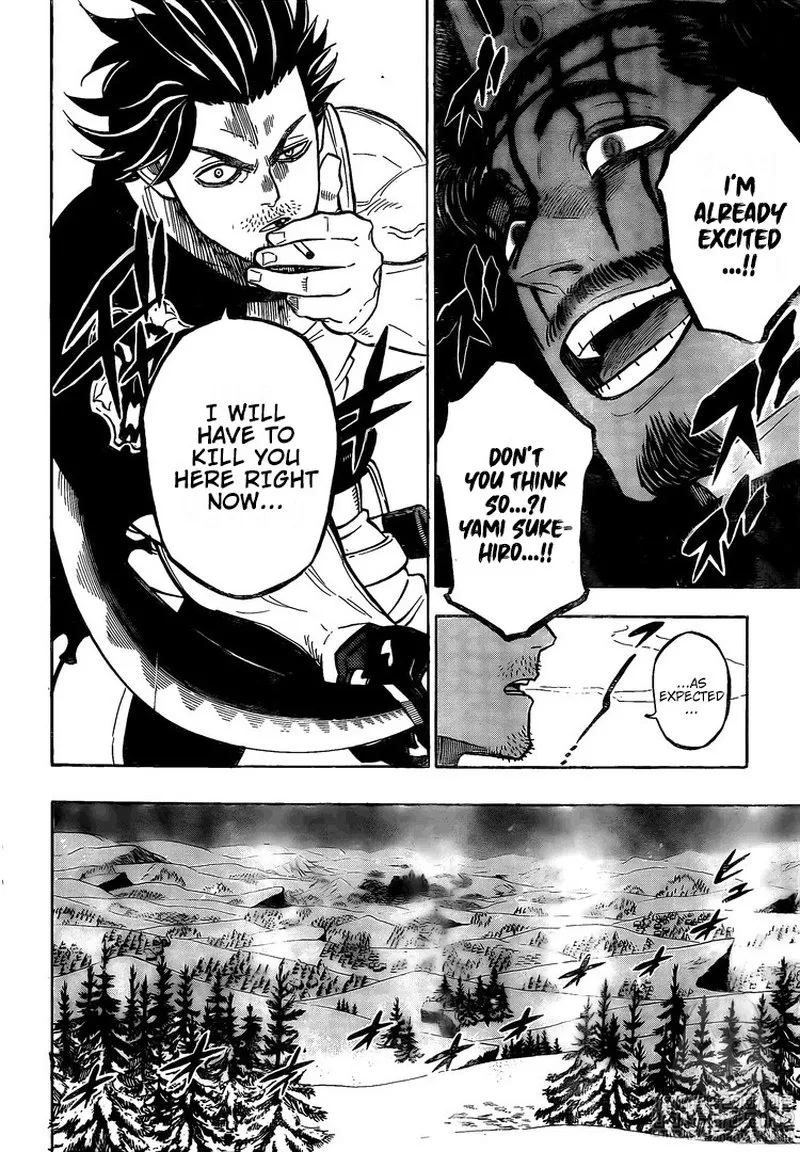 I'M
ALREADY
EXCITED
...!!
DON'T
YOU THINK
SO...?!
YAMI SUKE-
HIRO...!!
...AS
EXPECTED
...
I WILL
HAVE TO
KILL YOU
HERE RIGHT
NOW...